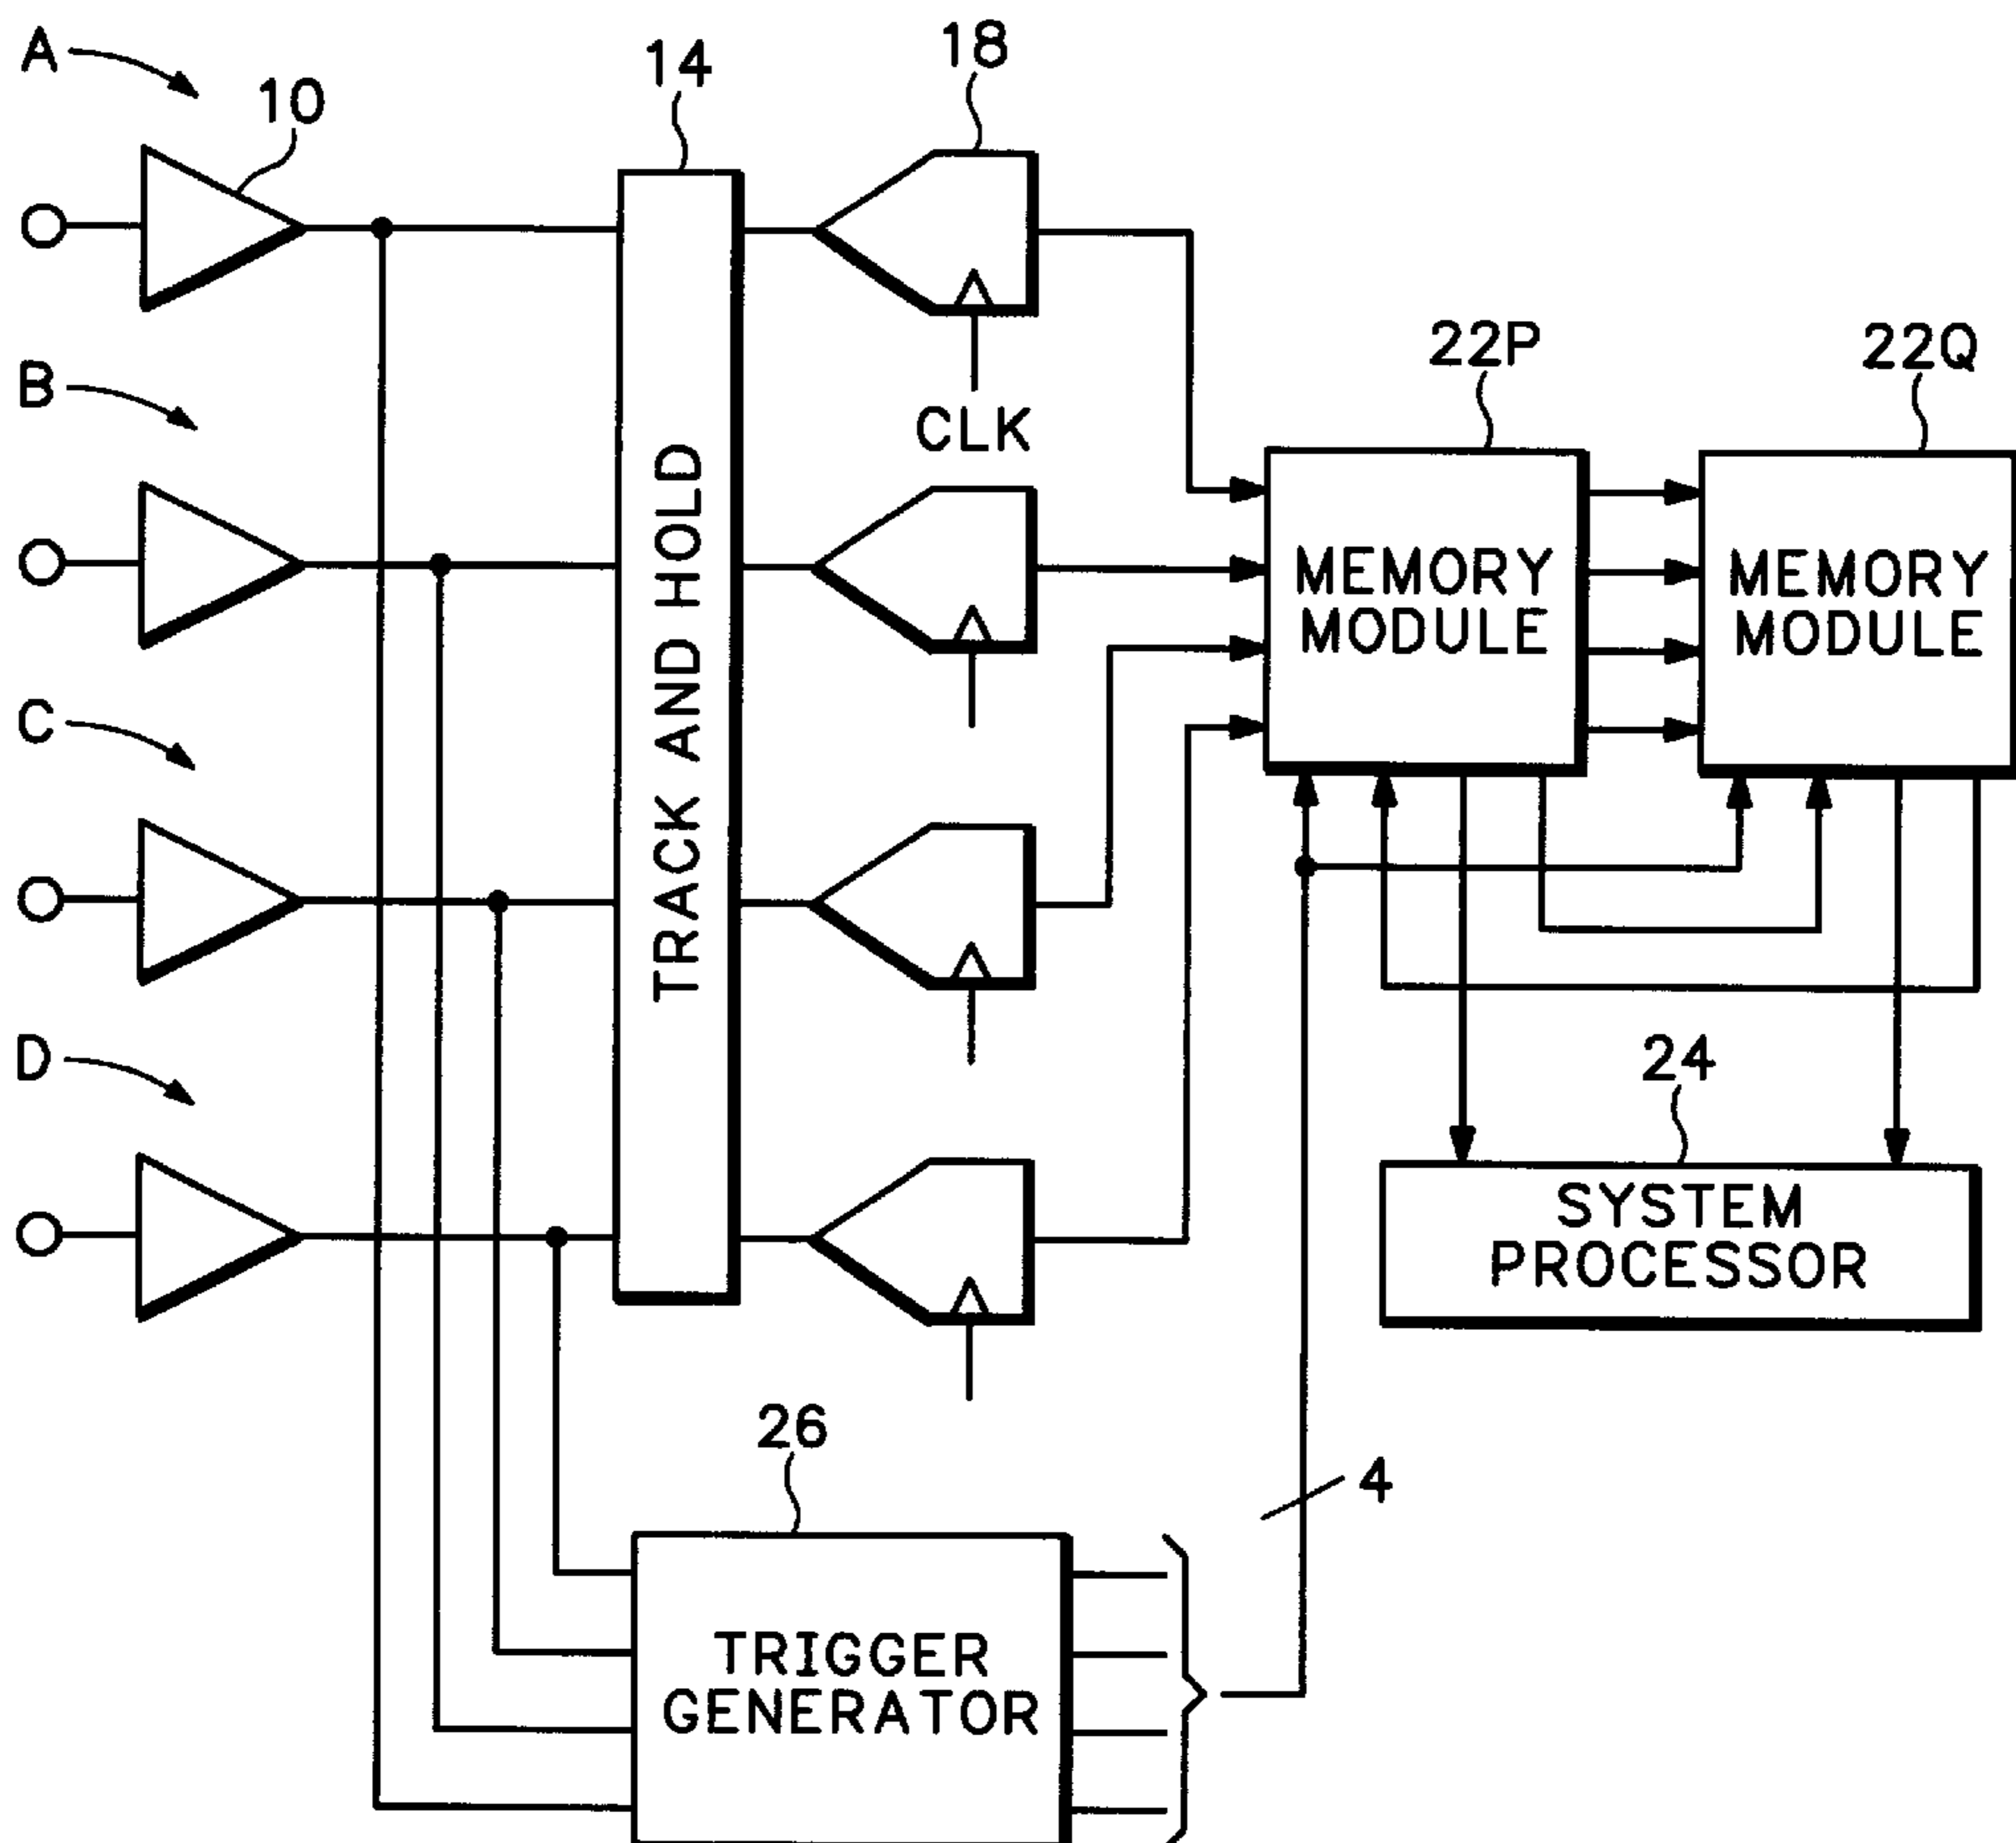 A
10
14
18
B
CLK
22P
22Q
TRACK AND HOLD
MEMORY
MODULE
MEMORY
MODULE
C
D
24
SYSTEM
PROCESSOR
26
4
TRIGGER
GENERATOR